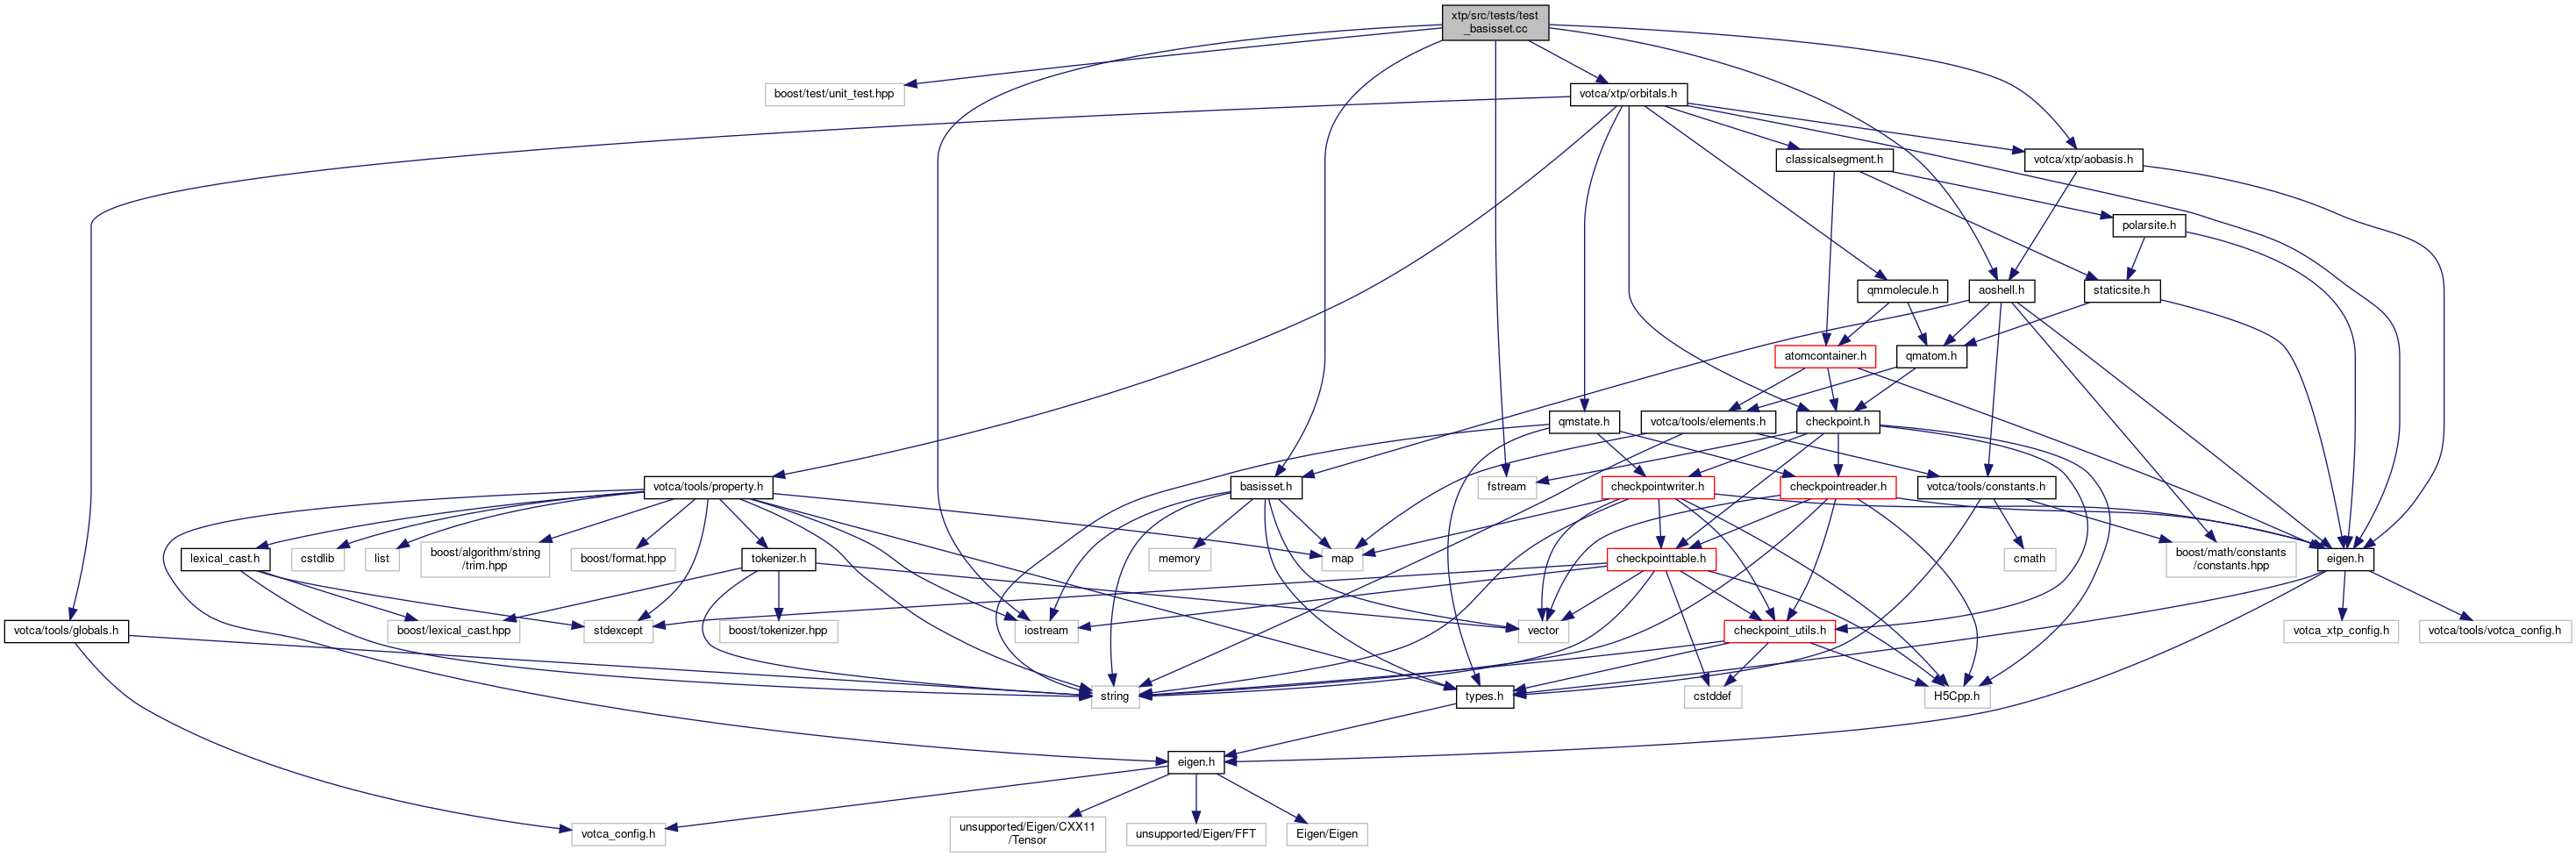 xtp/src/tests/test
_basisset.cc
boost/test/unit_test.hpp
votca/xtp/orbitals.h
classicalsegment.h
votca/xtp/aobasis.h
polarsite.h
qmmolecule.h
aoshell.h
staticsite.h
atomcontainer.h
qmatom.h
qmstate.h
votca/tools/elements.h
checkpoint.h
votca/tools/property.h
basisset.h
fstream
checkpointwriter.h
checkpointreader.h
votca/tools/constants.h
lexical_cast.h
cstdlib
list
boost/algorithm/string
/trim.hpp
boost/format.hpp
tokenizer.h
memory
map
checkpointtable.h
cmath
boost/math/constants
/constants.hpp
eigen.h
votca/tools/globals.h
boost/lexical_cast.hpp
stdexcept
boost/tokenizer.hpp
iostream
vector
checkpoint_utils.h
votca_xtp_config.h
votca/tools/votca_config.h
string
types.h
cstddef
H5Cpp.h
eigen.h
votca_config.h
unsupported/Eigen/CXX11
/Tensor
unsupported/Eigen/FFT
Eigen/Eigen